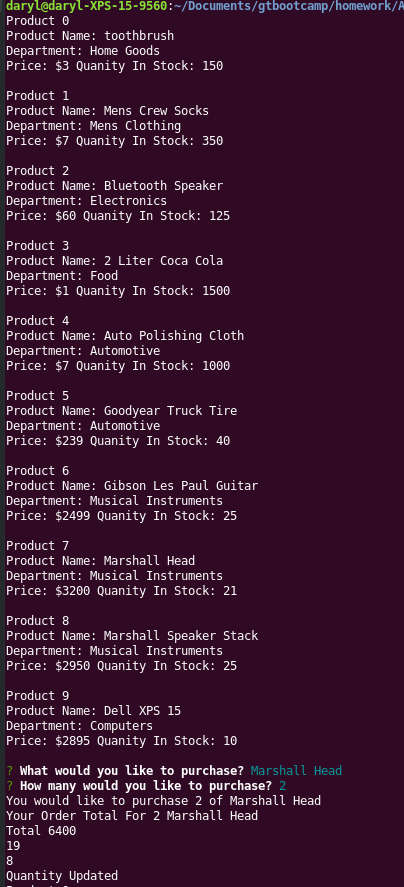 daryl@daryl-XPS-15-9560:~/Documents/gtbootcamp/homework/A
Product 0
Product Name: toothbrush
Department: Home Goods
Price: $3 Quanity In Stock: 150
Product 1
Product Name: Mens Crew Socks
Department: Mens Clothing
Price: $7 Quanity In Stock: 350
Product 2
Product Name: Bluetooth Speaker
Department: Electronics
Price: $60 Quanity In Stock: 125
Product 3
Product Name: 2 Liter Coca Cola
Department: Food
Price: $1 Quanity In Stock: 1500
Product 4
Product Name: Auto Polishing Cloth
Department: Automotive
Price: $7 Quanity In Stock: 1000
Product 5
Product Name: Goodyear Truck Tire
Department: Automotive
Price: $239 Quanity In Stock: 40
Product 6
Product Name: Gibson Les Paul Guitar
Department: Musical Instruments
Price: $2499 Quanity In Stock: 25
Product 7
Product Name: Marshall Head
Department: Musical Instruments
Price: $3200 Quanity In Stock: 21
Product 8
Product Name: Marshall Speaker Stack
Department: Musical Instruments
Price: $2950 Quanity In Stock: 25
Product 9
Product Name: Dell XPS 15
Department: Computers
Price: $2895 Quanity In Stock: 10
? What would you like to purchase? Marshall Head
? How many would you like to purchase? 2
You would like to purchase 2 of Marshall Head
Your Order Total For 2 Marshall Head
Total 6400
19
8
Quantity Updated